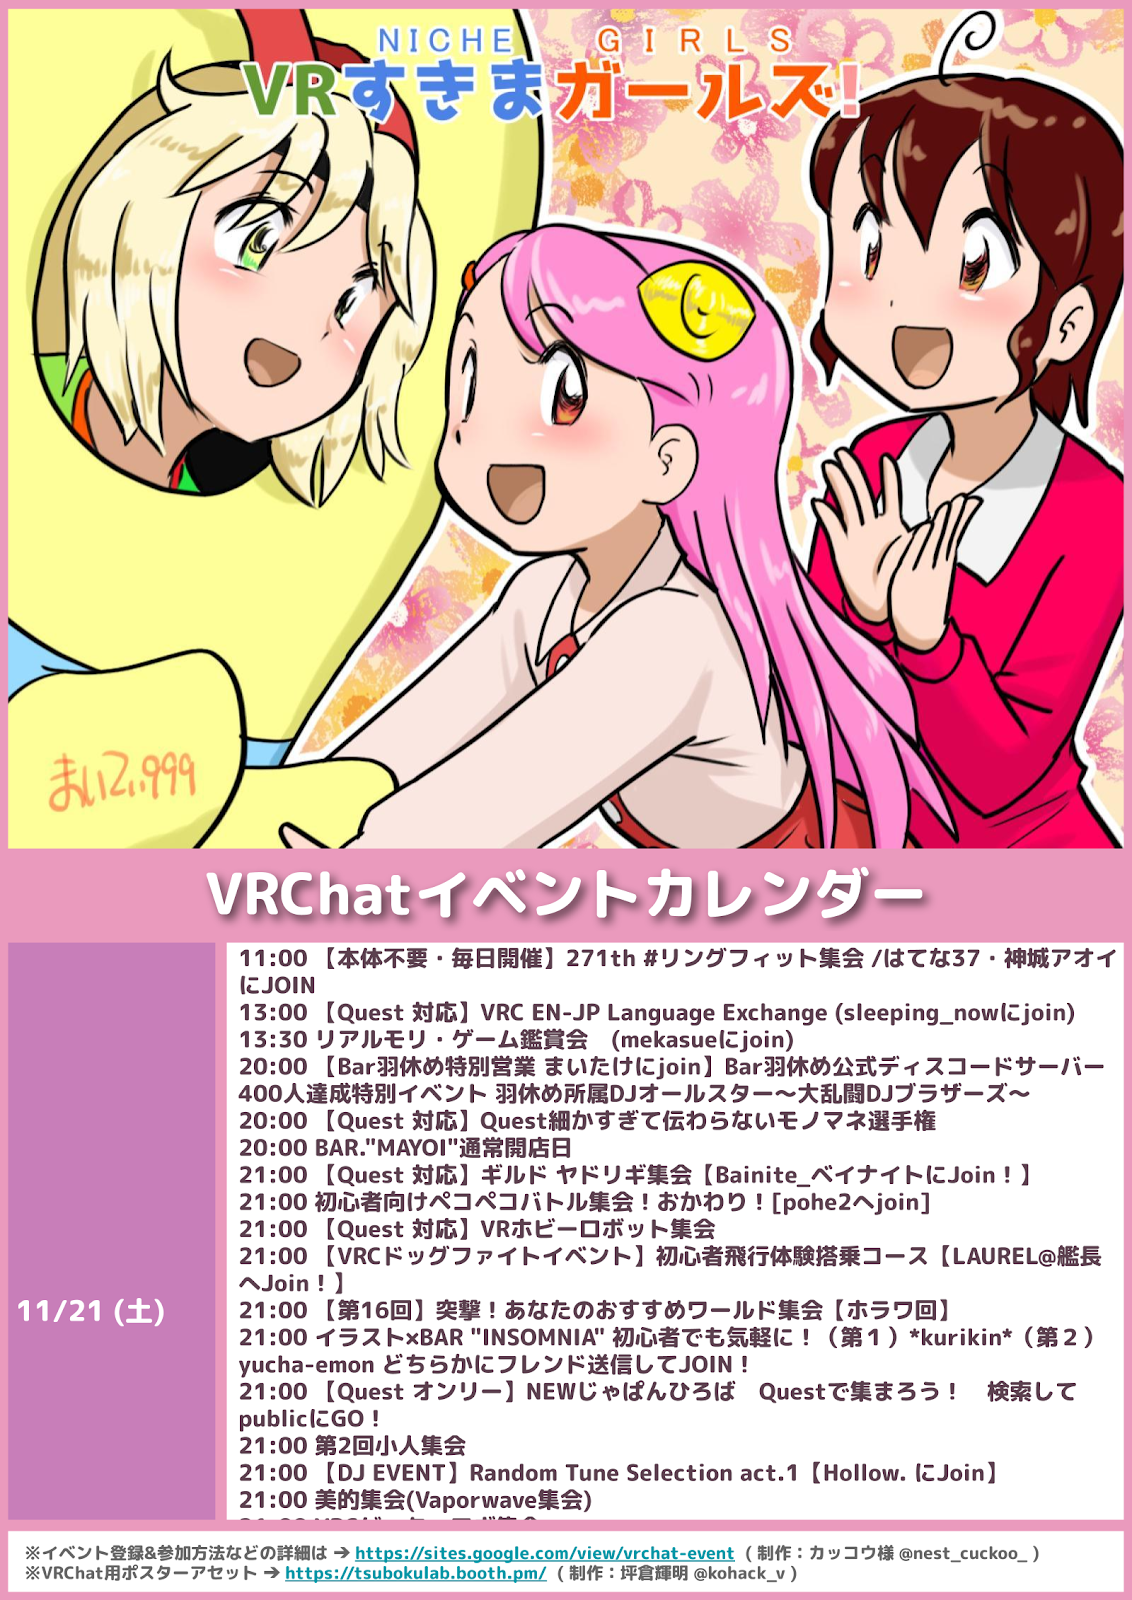 NICHE GIRLS
VRすきまガールズ!
まいてぃ999
VRChatイベントカレンダー
11/21 (土)
11:00 【本体不要・毎日開催】271th #リングフィット集会 /はてな37・神城アオイ
にJOIN
13:00 【Quest 対応】VRC EN-JP Language Exchange (sleeping_nowにjoin)
13:30 リアルモリ・ゲーム鑑賞会　(mekasueにjoin)
20:00 【Bar羽休め特別営業 まいたけにjoin】Bar羽休め公式ディスコードサーバー
400人達成特別イベント 羽休め所属DJオールスター～大乱闘DJブラザーズ～
20:00 【Quest 対応】Quest細かすぎて伝わらないモノマネ選手権
20:00 BAR."MAYOI"通常開店日
21:00 【Quest 対応】ギルド ヤドリギ集会【Bainite_ベイナイトにJoin！】
21:00 初心者向けペコペコバトル集会！おかわり！[pohe2へjoin]
21:00 【Quest 対応】VRホビーロボット集会
21:00 【VRCドッグファイトイベント】初心者飛行体験搭乗コース【LAUREL@艦長
へJoin！】
21:00 【第16回】突撃！あなたのおすすめワールド集会【ホラワ回】
21:00 イラスト×BAR "INSOMNIA" 初心者でも気軽に！（第１）*kurikin*（第２）
yucha-emon どちらかにフレンド送信してJOIN！
21:00 【Quest オンリー】NEWじゃぱんひろば　Questで集まろう！　検索して
publicにGO！
21:00 第2回小人集会
21:00 【DJ EVENT】Random Tune Selection act.1【Hollow. にJoin】
21:00 美的集会(Vaporwave集会)
※イベント登録&参加方法などの詳細は → https://sites.google.com/view/vrchat-event （ 制作：カッコウ様 @nest_cuckoo_ ）
※VRChat用ポスターアセット → https://tsubokulab.booth.pm/ （ 制作：坪倉輝明 @kohack_v ）